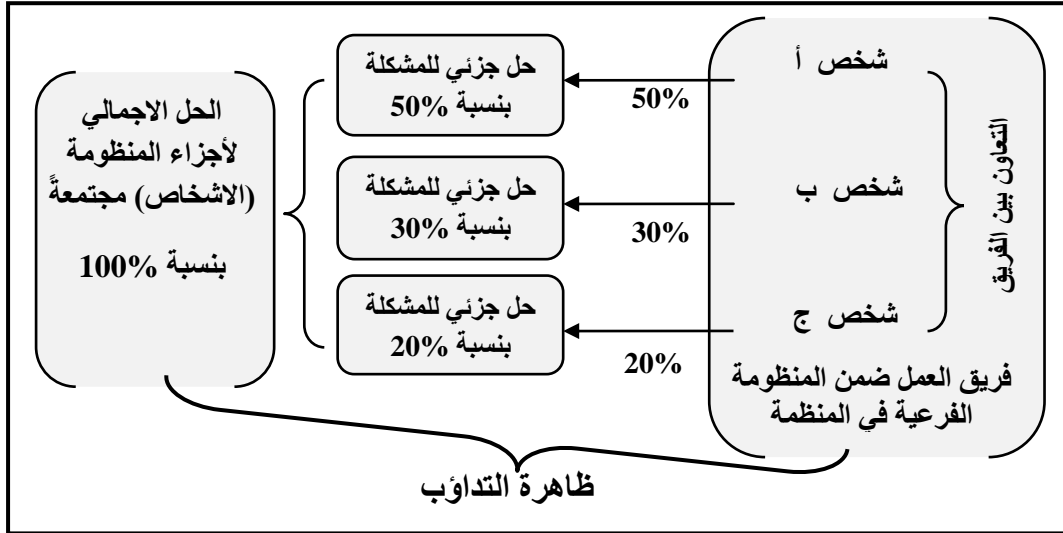 شخص أ
شخص ب
شخص ج
التعاون بين الفريق
فريق العمل ضمن المنظومة
الفرعية في المنظمة
50%
30%
20%
حل جزئي للمشكلة
بنسبة 50%
حل جزئي للمشكلة
بنسبة 30%
حل جزئي للمشكلة
بنسبة 20%
الحل الاجمالي
لأجزاء المنظومة
(الاشخاص) مجتمعةً
بنسبة 100%
ظاهرة التداؤب